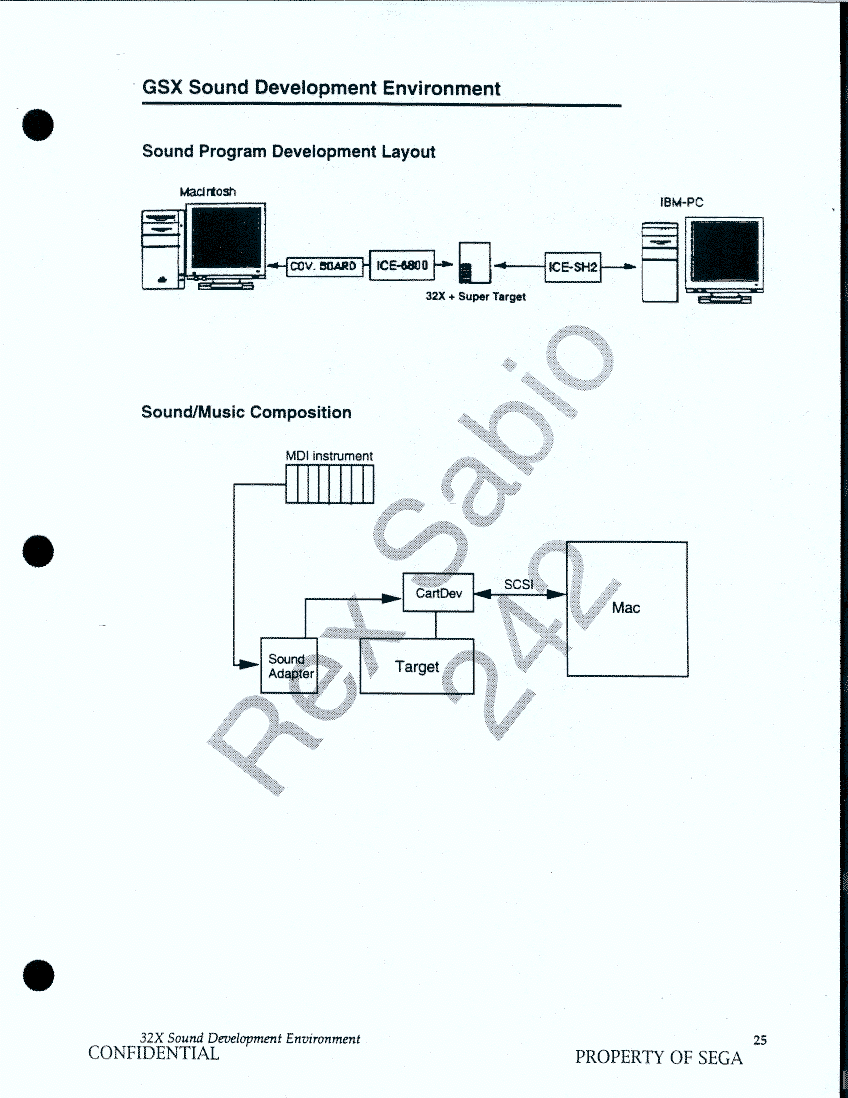 GSX Sound Development Environment
Sound Program Development Layout
Macintosh
IBM-PC
COV. BOARD
ICE-6800
ICE-SH2
32X + Super Target
Sound/Music Composition
MDI instrument
CartDev
SCSI
Mac
Sound
Adapter
Target
Rex Sabio
242
32X Sound Development Environment
25
CONFIDENTIAL
PROPERTY OF SEGA